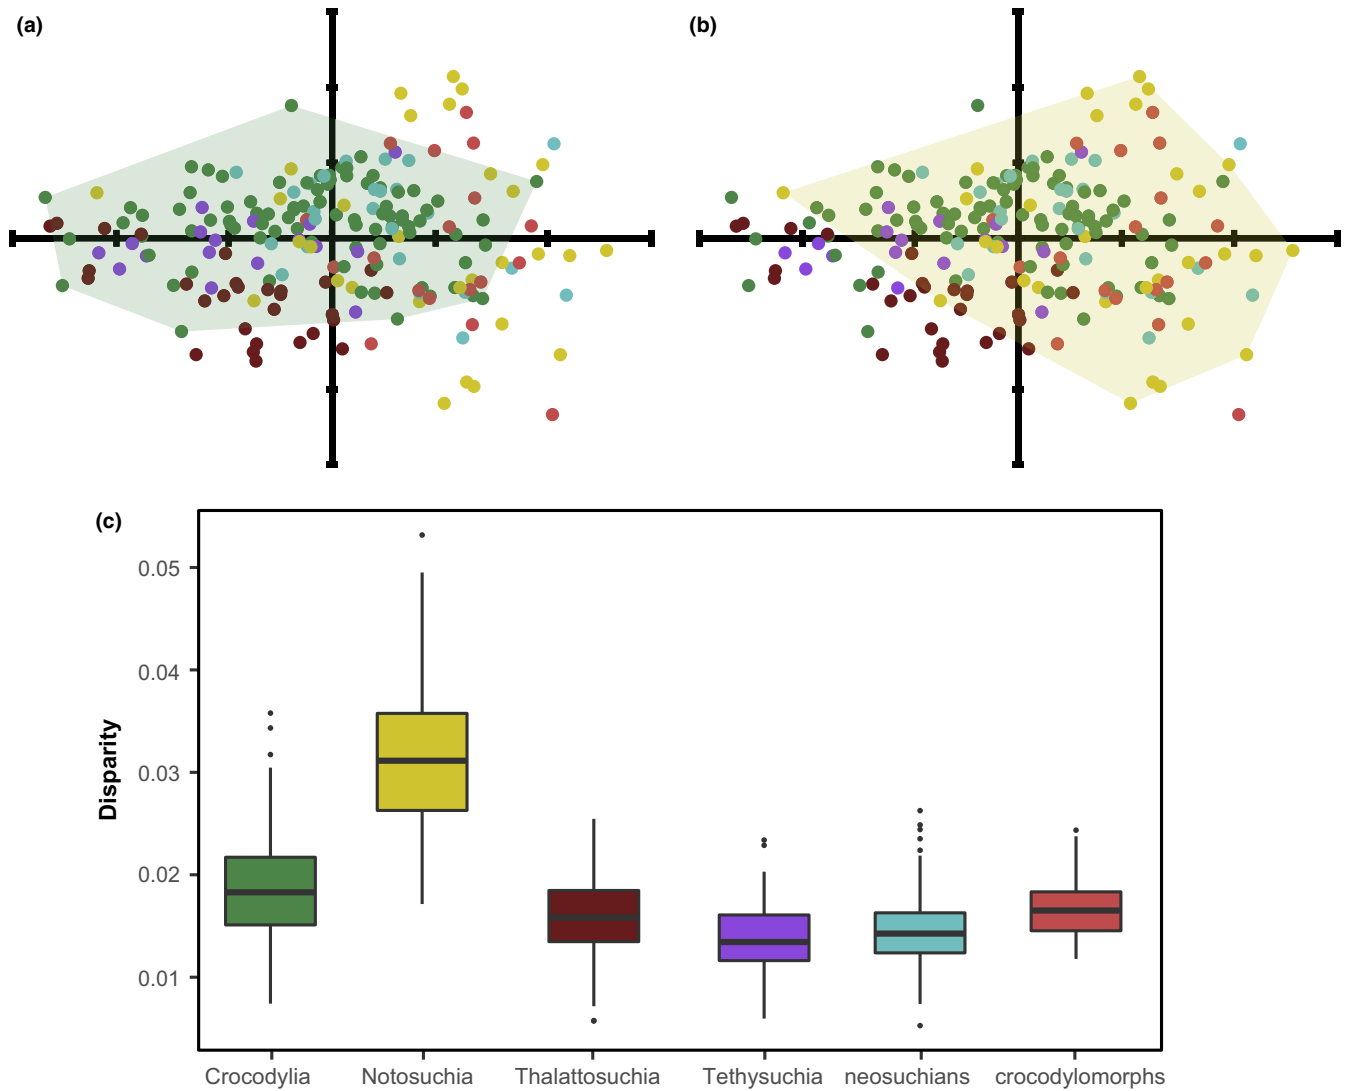 (a)
(b)
(c)
0.05
0.04
0.03
0.02
0.01
Disparity
Crocodylia Notosuchia Thalattosuchia Tethysuchia neosuchians crocodylomorphs